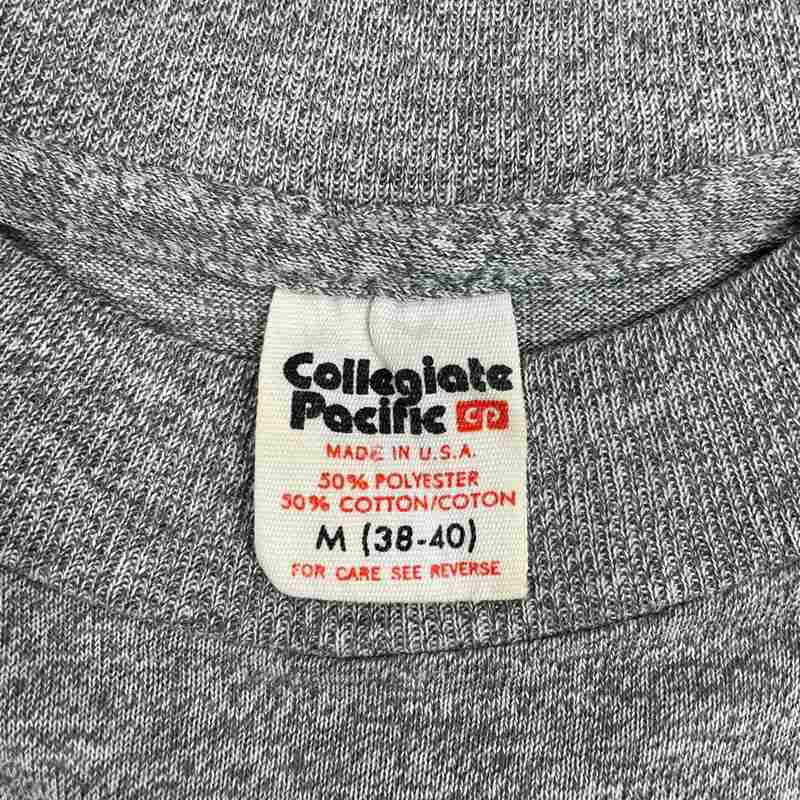 Collegiate
Pacific CP
MADE IN U.S.A.
50% POLYESTER
50% COTTON/COTON
M (38-40)
FOR CARE SEE REVERSE